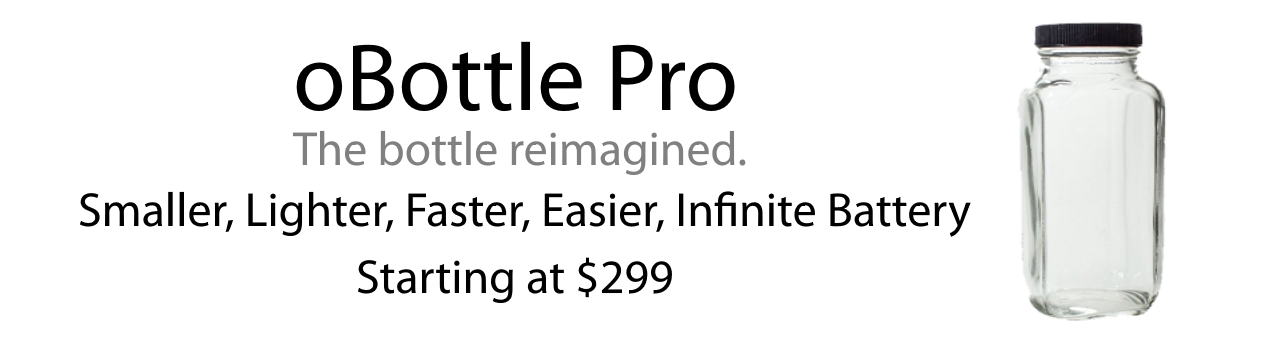 oBottle Pro
The bottle reimagined.
Smaller, Lighter, Faster, Easier, Infinite Battery
Starting at $299